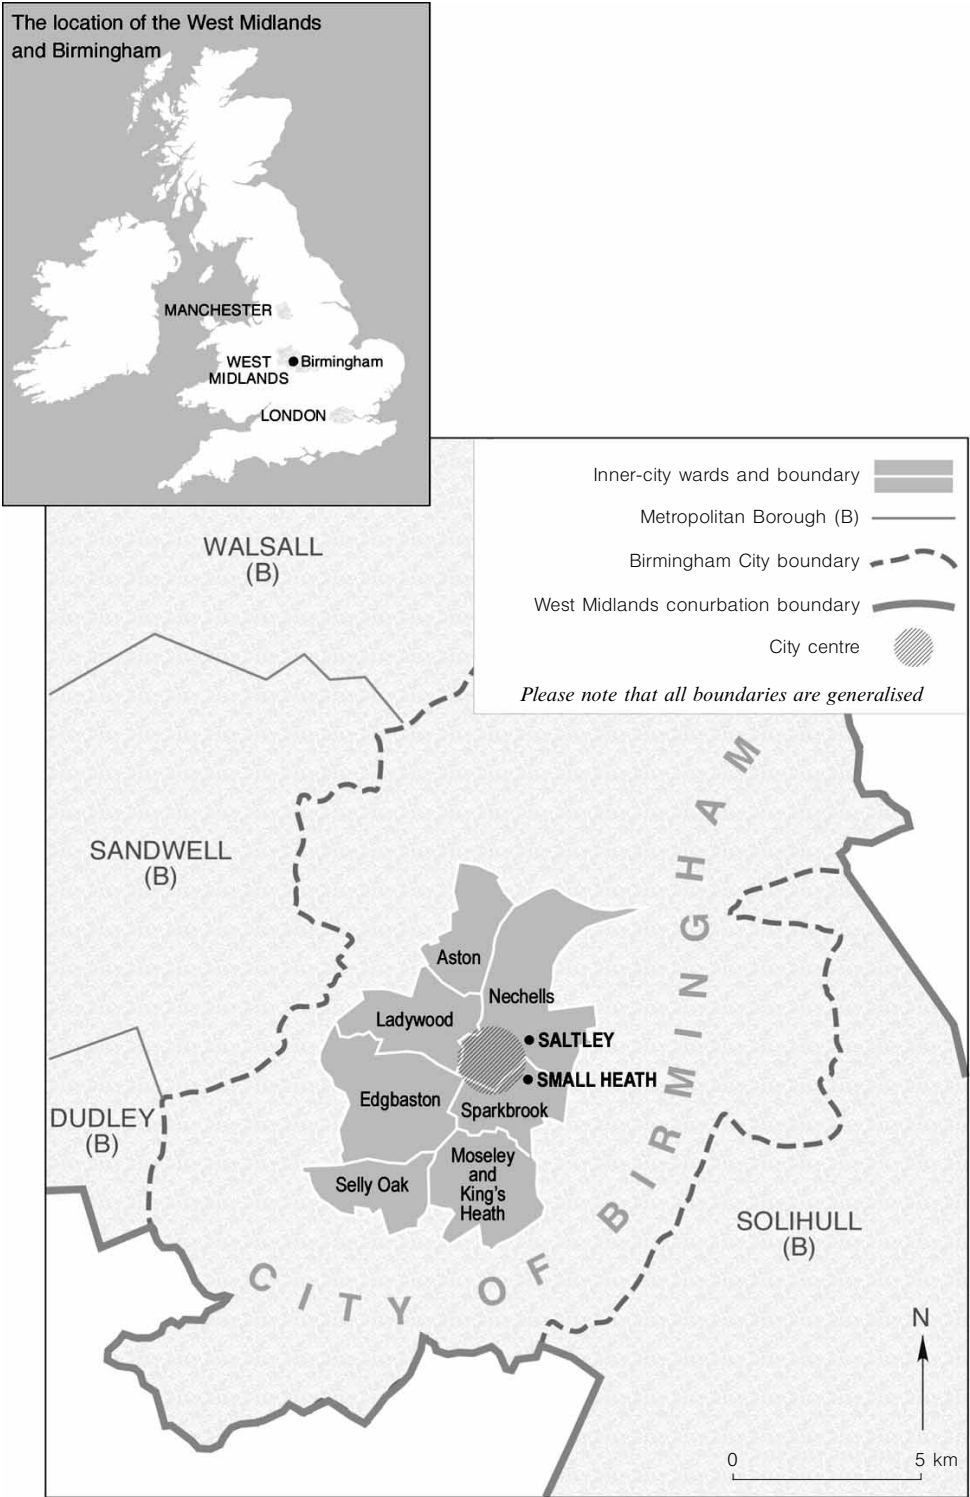 The location of the West Midlands
and Birmingham
MANCHESTER
WEST
MIDLANDS
Birmingham
LONDON
Inner-city wards and boundary
Metropolitan Borough (B)
Birmingham City boundary
West Midlands conurbation boundary
City centre
Please note that all boundaries are generalised
WALSALL
(B)
SANDWELL
(B)
DUDLEY
(B)
SOLIHULL
(B)
Aston
Nechells
Ladywood
SALTLEY
SMALL HEATH
Edgbaston
Sparkbrook
Moseley
and
King's
Heath
Selly Oak
CITY OF BIRMINGHAM
N
0 5 km